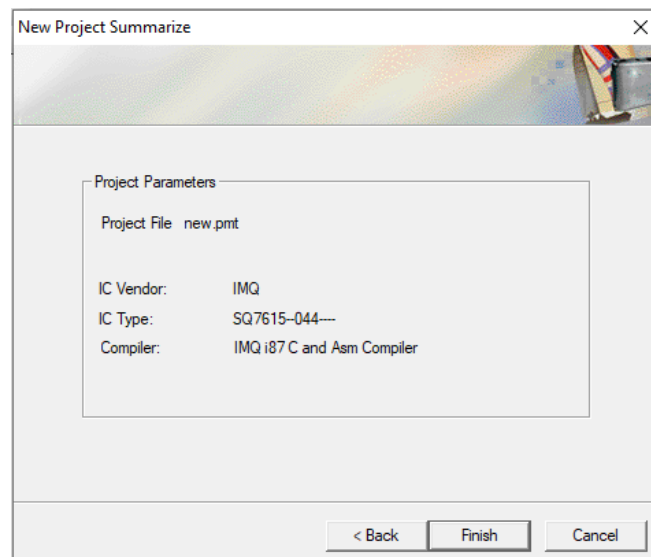 New Project Summarize
Project Parameters
Project File new.pmt
IC Vendor: IMQ
IC Type: SQ7615--044----
Compiler: IMQ i87 C and Asm Compiler
< Back Finish Cancel